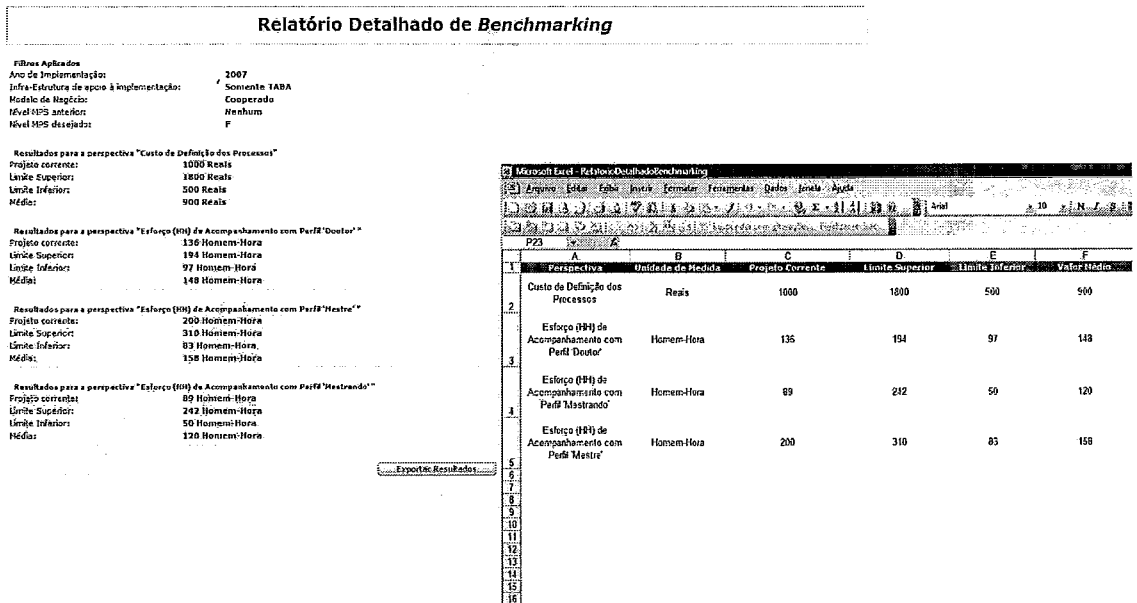 Relatório Detalhado de Benchmarking
Filtros Aplicados
Ano de Implementação: 2007
Infra-Estrutura de apoio à implementação: Somente TABA
Modelo de Negócio: Cooperado
Nível MPS anterior: Nenhum
Nível MPS desejado: F
Resultados para a perspectiva "Custo de Definição dos Processos"
Projeto corrente: 1000 Reais
Limite Superior: 1800 Reais
Limite Inferior: 500 Reais
Média: 900 Reais
Resultados para a perspectiva "Esforço (HH) de Acompanhamento com Perfil 'Doutor'"
Projeto corrente: 136 Homem-Hora
Limite Superior: 194 Homem-Hora
Limite Inferior: 97 Homem-Hora
Média: 148 Homem-Hora
Resultados para a perspectiva "Esforço (HH) de Acompanhamento com Perfil 'Mestre'"
Projeto corrente: 200 Homem-Hora
Limite Superior: 310 Homem-Hora
Limite Inferior: 83 Homem-Hora
Média: 158 Homem-Hora
Resultados para a perspectiva "Esforço (HH) de Acompanhamento com Perfil 'Mestrando'"
Projeto corrente: 89 Homem-Hora
Limite Superior: 242 Homem-Hora
Limite Inferior: 50 Homem-Hora
Média: 120 Homem-Hora
Exportar Resultados
Microsoft Excel - RelatorioDetalhadoBenchmarking
Arquivo Editar Exibir Inserir Formatar Ferramentas Dados Janela Ajuda
Arial 10 N I S
P23
A B C D E F
1 Perspectiva Unidade de Medida Projeto Corrente Limite Superior Limite Inferior Valor Médio
2 Custo de Definição dos Processos Reais 1000 1800 500 900
3 Esforço (HH) de Acompanhamento com Perfil 'Doutor' Homem-Hora 136 194 97 148
4 Esforço (HH) de Acompanhamento com Perfil 'Mestrando' Homem-Hora 89 242 50 120
5 Esforço (HH) de Acompanhamento com Perfil 'Mestre' Homem-Hora 200 310 83 158
6
7
8
9
10
11
12
13
14
15
16